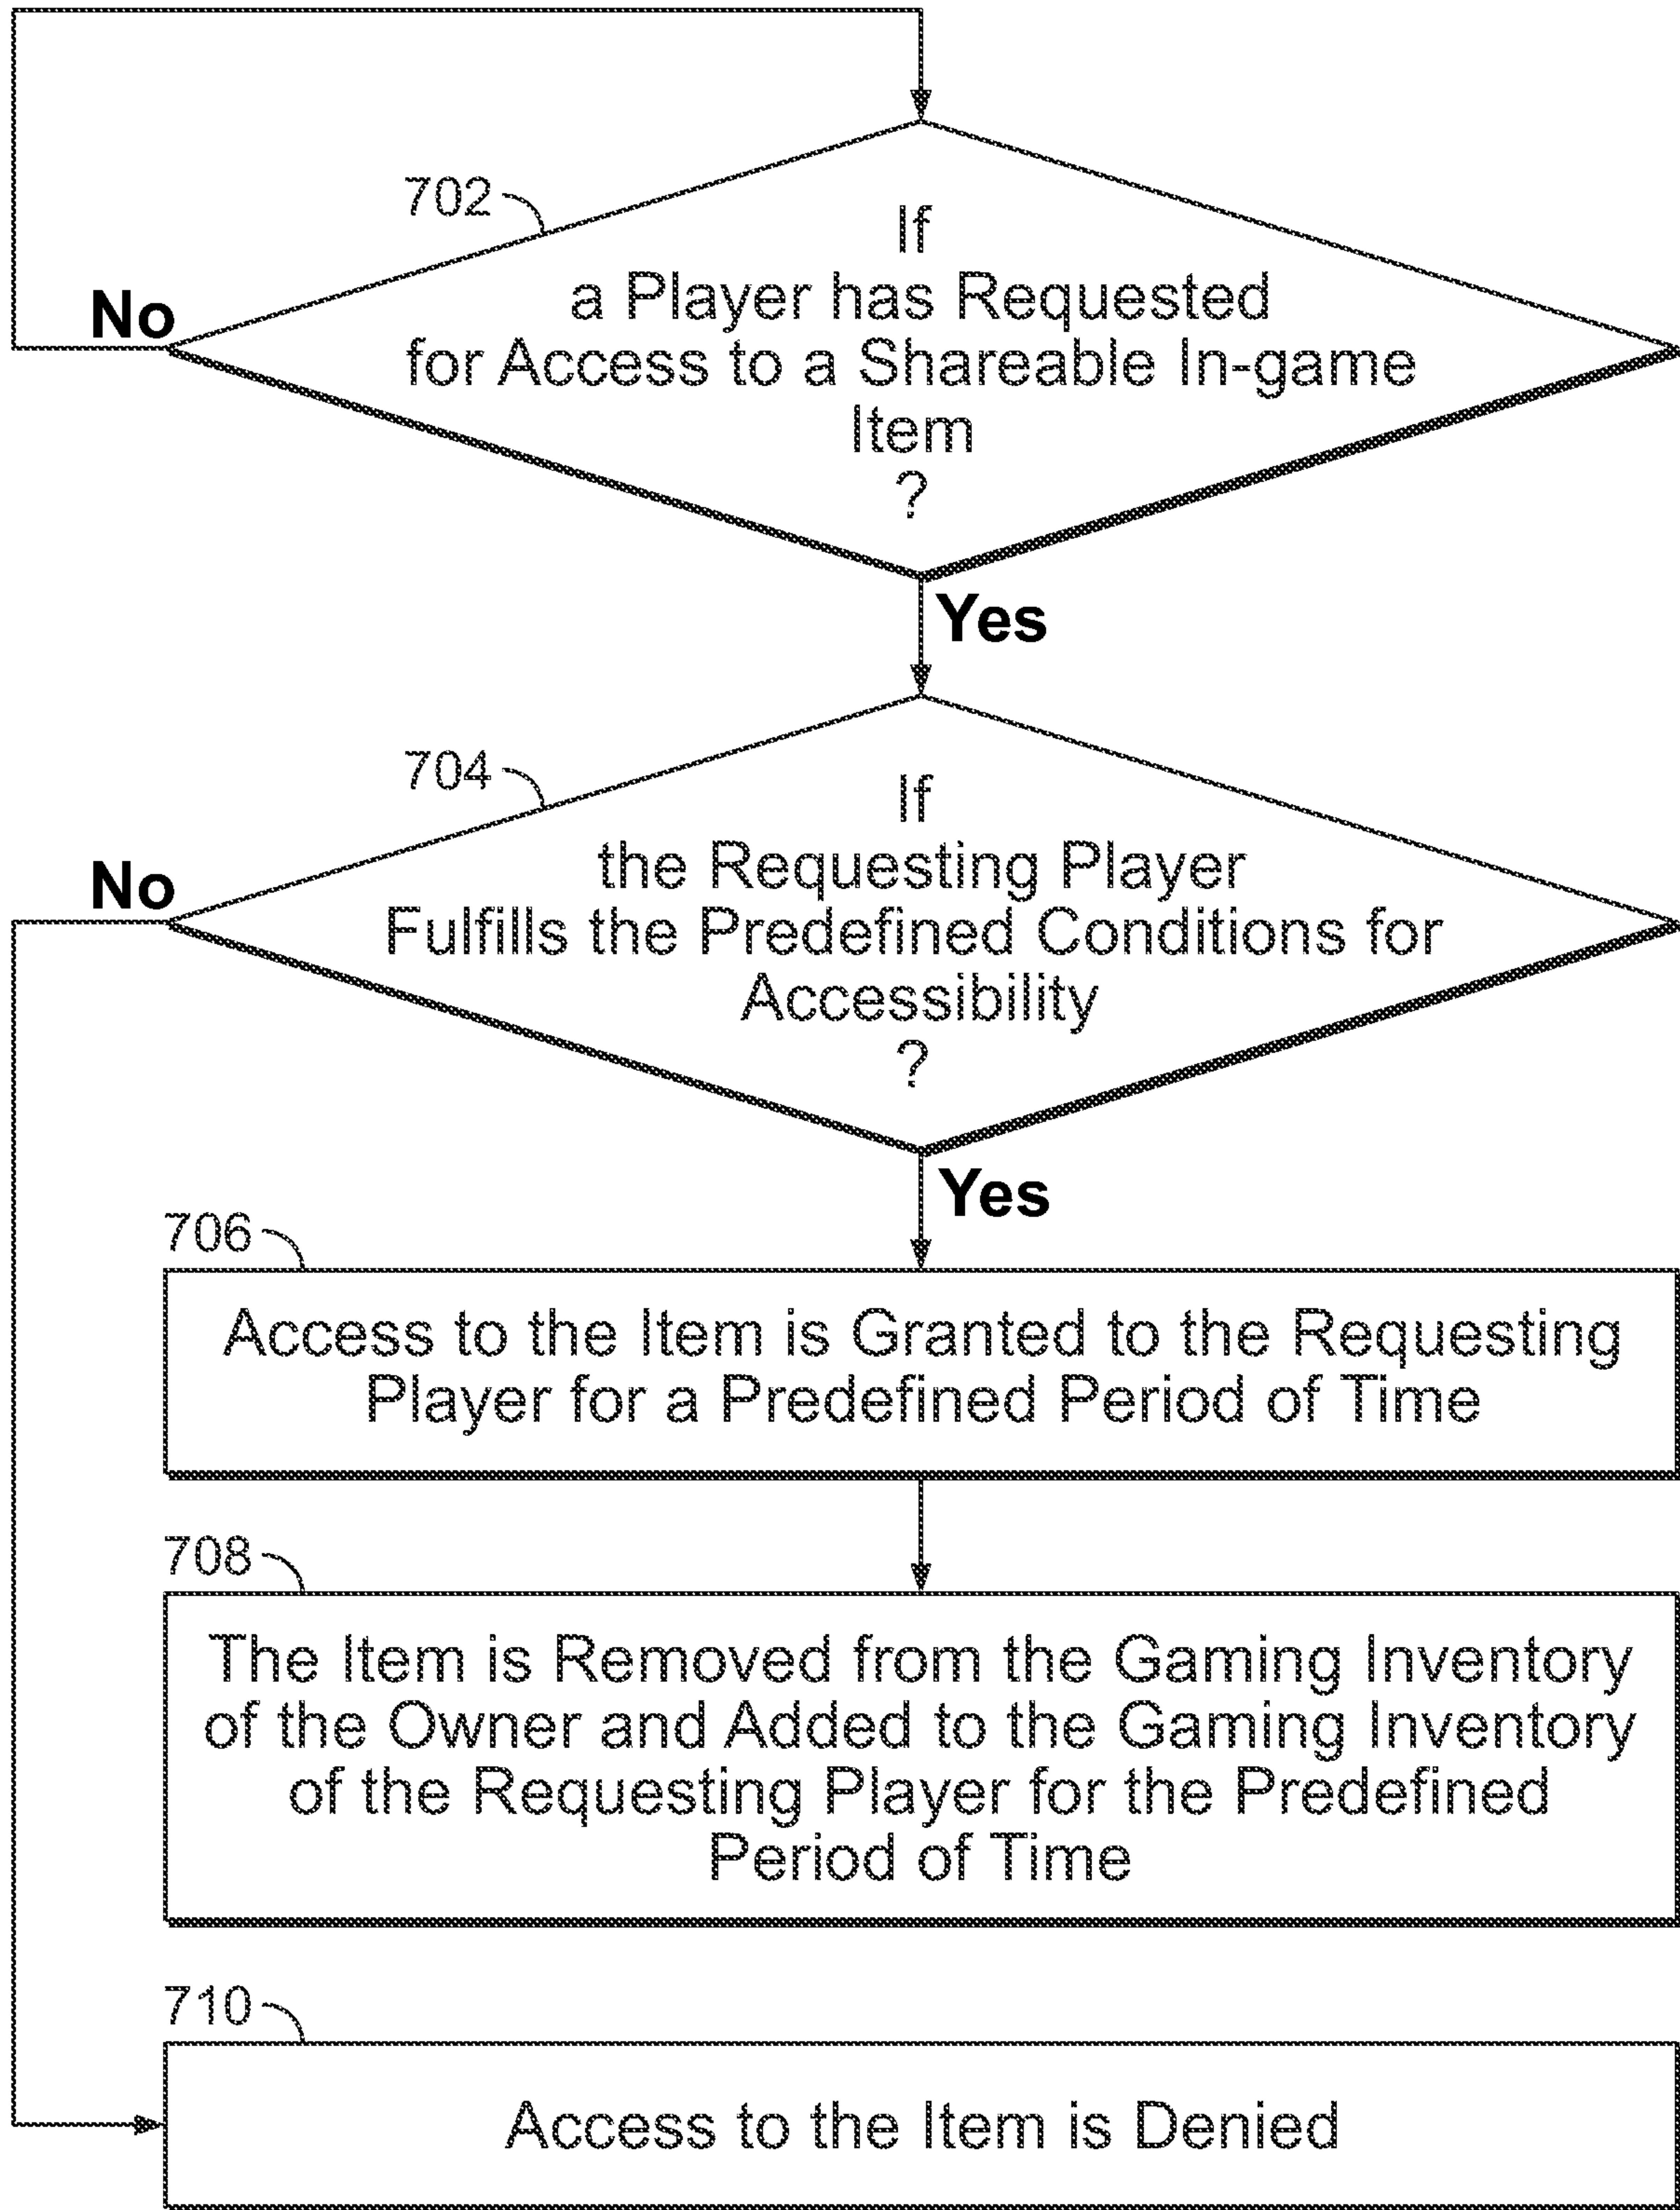 702
If
a Player has Requested
for Access to a Shareable In-game
Item
?
No
Yes
704
If
the Requesting Player
Fulfills the Predefined Conditions for
Accessibility
?
No
Yes
706
Access to the Item is Granted to the Requesting
Player for a Predefined Period of Time
708
The Item is Removed from the Gaming Inventory
of the Owner and Added to the Gaming Inventory
of the Requesting Player for the Predefined
Period of Time
710
Access to the Item is Denied